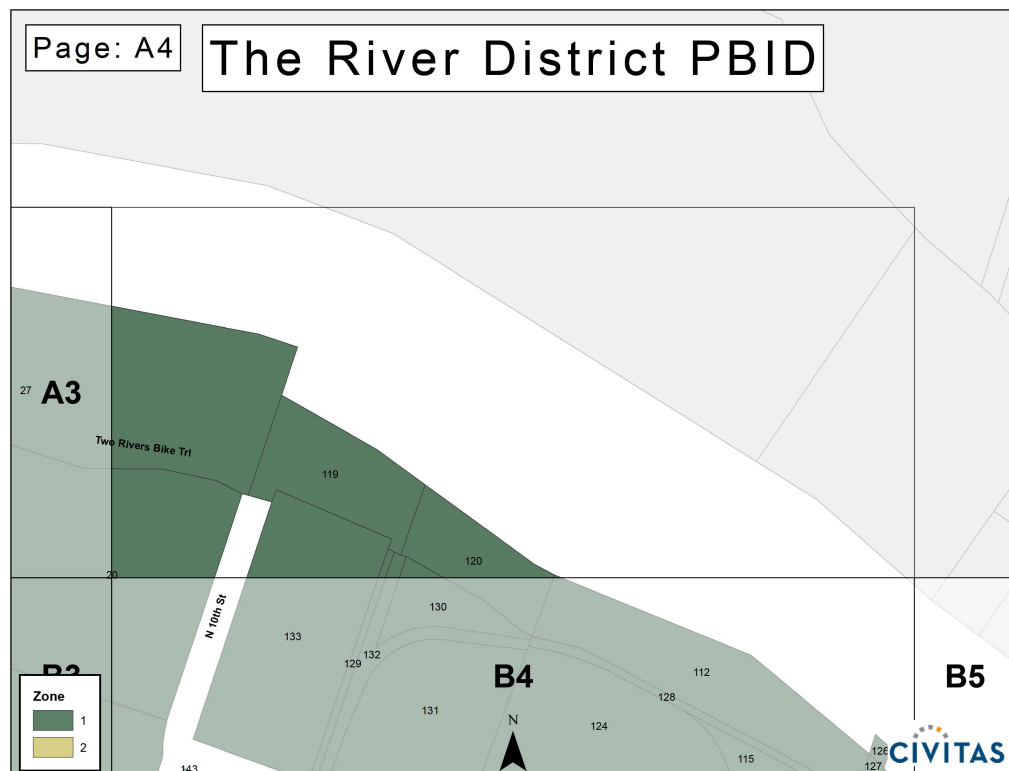 Page: A4
The River District PBID
27
A3
Two Rivers Bike Trl
119
120
20
N 10th St
130
133
132
129
112
B3
B4
B5
128
131
124
N
Zone
1
2
115
126
127
143
CIVITAS